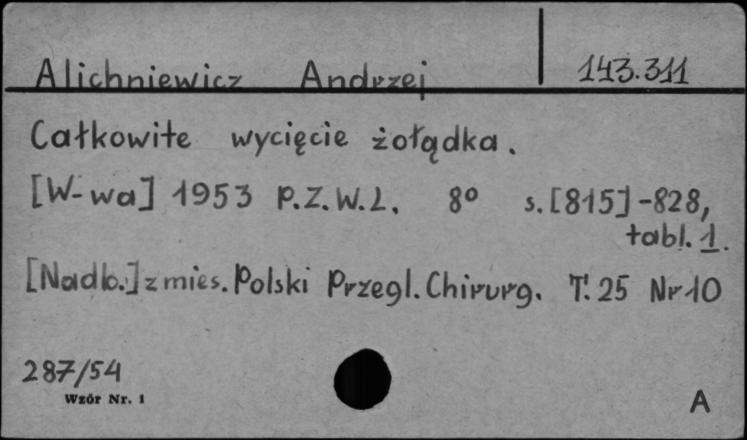 Alichniewicz Andrzej 143.311
Całkowite wycięcie żołądka.
[W-wa] 1953 P.Z.W.L. 8º s.[815]-828,
tabl. 1.
[Nadb.] z mies. Polski Przegl. Chirurg. T. 25 Nr 10
287/54
Wzór Nr. 1
A